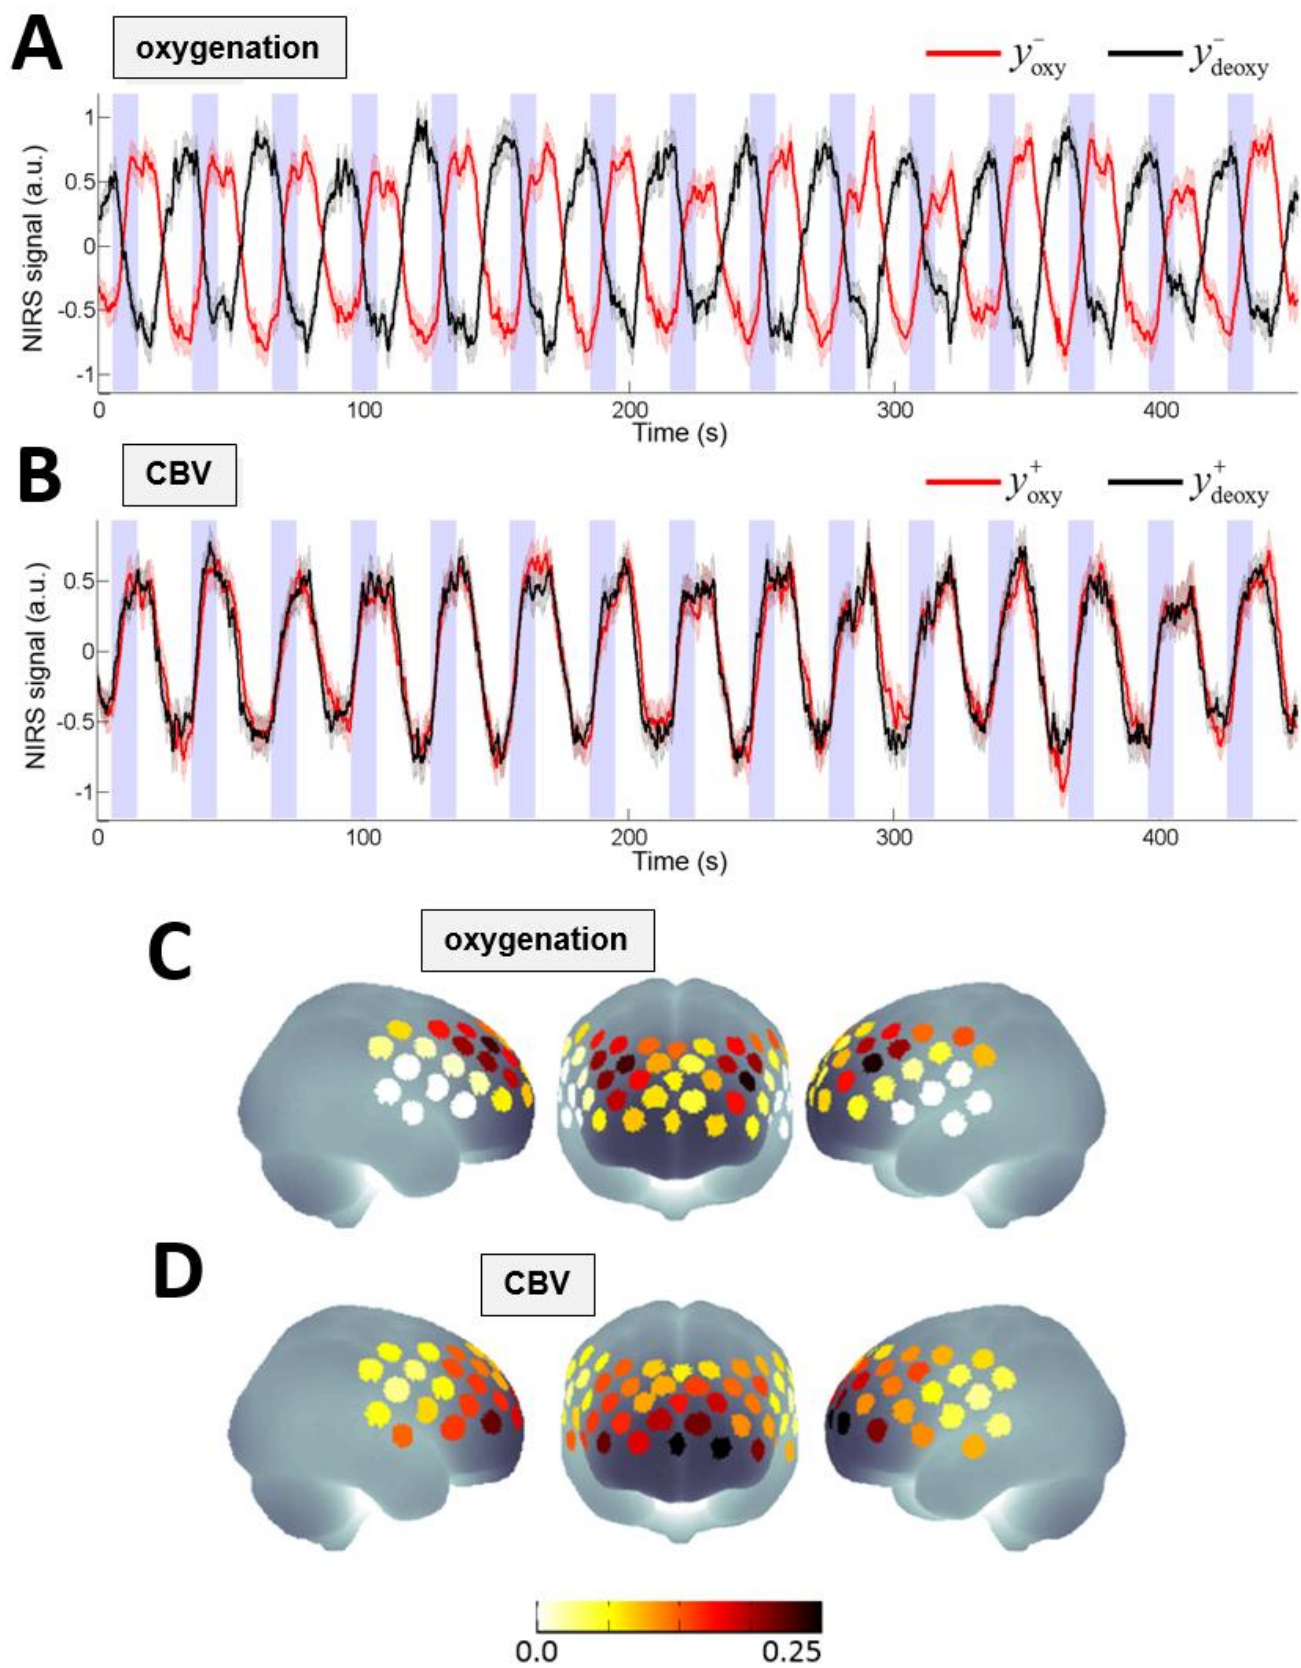 A
oxygenation
y⁻oxy y⁻deoxy
NIRS signal (a.u.)
1
0.5
0
-0.5
-1
0 100 200 300 400
Time (s)
B
CBV
y⁺oxy y⁺deoxy
NIRS signal (a.u.)
0.5
0
-0.5
-1
0 100 200 300 400
Time (s)
C
oxygenation
D
CBV
0.0 0.25